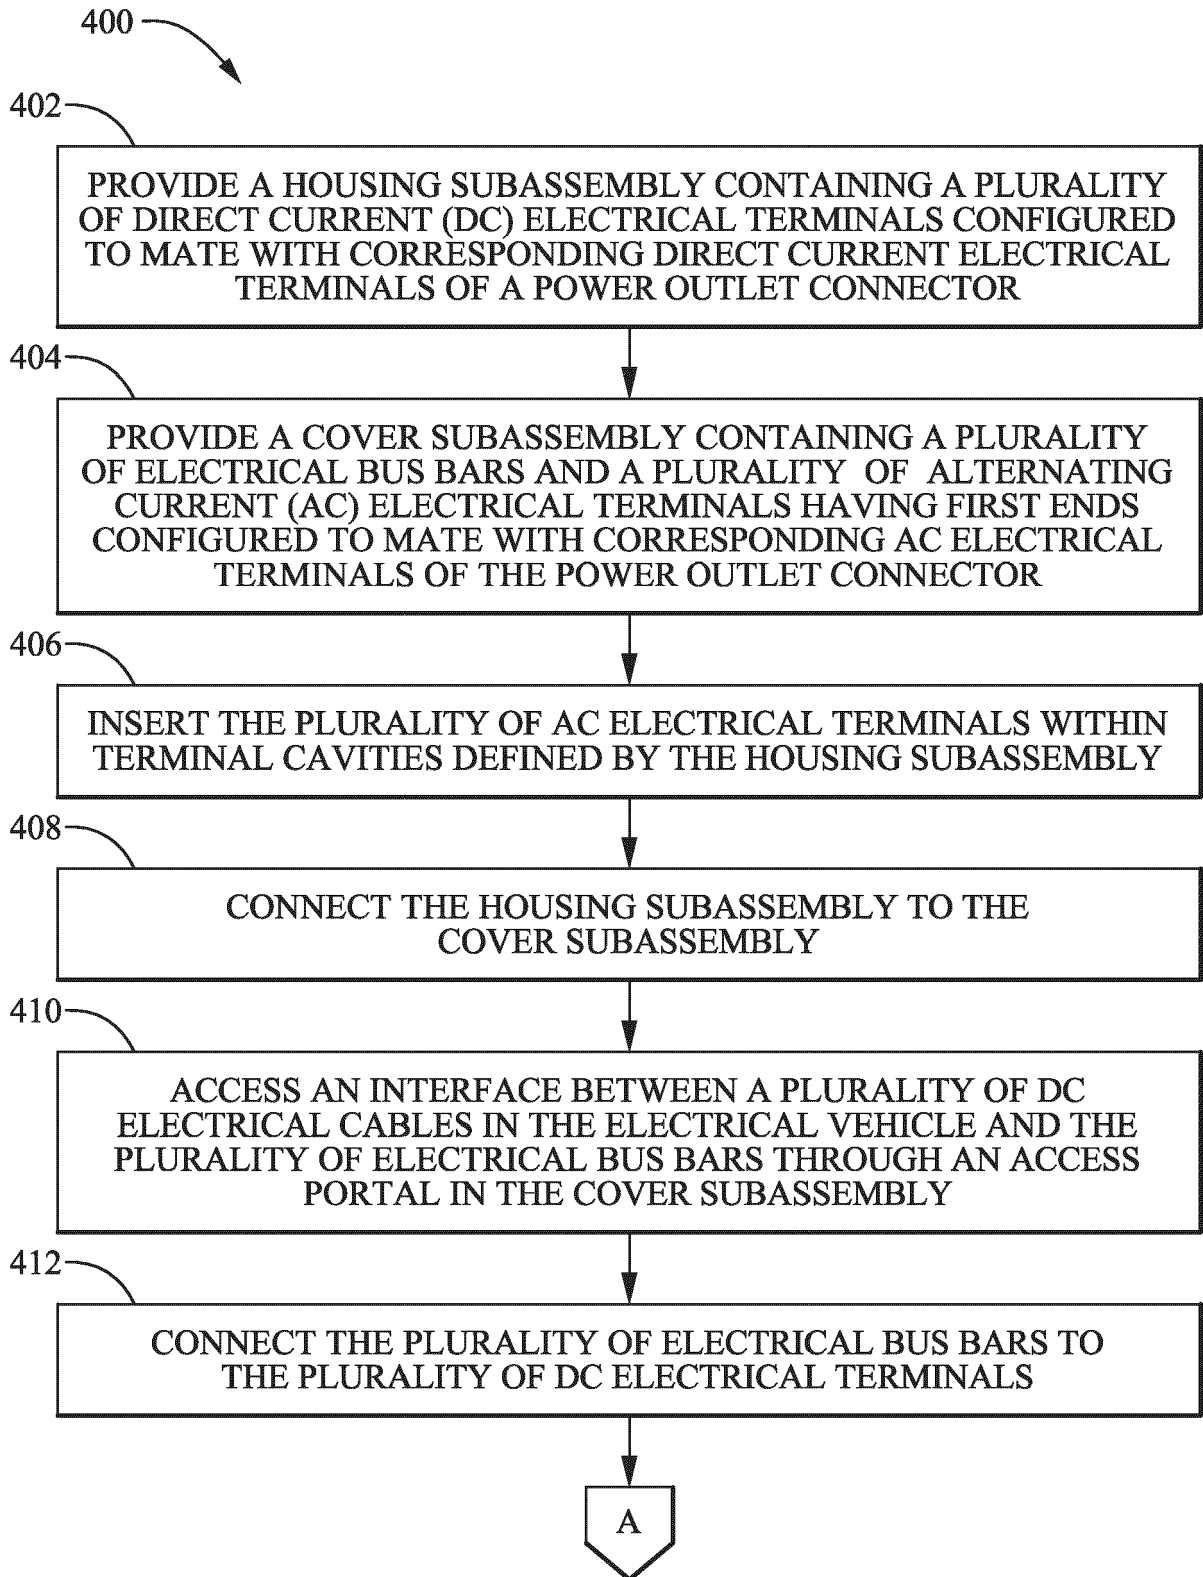 400
402
PROVIDE A HOUSING SUBASSEMBLY CONTAINING A PLURALITY
OF DIRECT CURRENT (DC) ELECTRICAL TERMINALS CONFIGURED
TO MATE WITH CORRESPONDING DIRECT CURRENT ELECTRICAL
TERMINALS OF A POWER OUTLET CONNECTOR
404
PROVIDE A COVER SUBASSEMBLY CONTAINING A PLURALITY
OF ELECTRICAL BUS BARS AND A PLURALITY OF ALTERNATING
CURRENT (AC) ELECTRICAL TERMINALS HAVING FIRST ENDS
CONFIGURED TO MATE WITH CORRESPONDING AC ELECTRICAL
TERMINALS OF THE POWER OUTLET CONNECTOR
406
INSERT THE PLURALITY OF AC ELECTRICAL TERMINALS WITHIN
TERMINAL CAVITIES DEFINED BY THE HOUSING SUBASSEMBLY
408
CONNECT THE HOUSING SUBASSEMBLY TO THE
COVER SUBASSEMBLY
410
ACCESS AN INTERFACE BETWEEN A PLURALITY OF DC
ELECTRICAL CABLES IN THE ELECTRICAL VEHICLE AND THE
PLURALITY OF ELECTRICAL BUS BARS THROUGH AN ACCESS
PORTAL IN THE COVER SUBASSEMBLY
412
CONNECT THE PLURALITY OF ELECTRICAL BUS BARS TO
THE PLURALITY OF DC ELECTRICAL TERMINALS
A